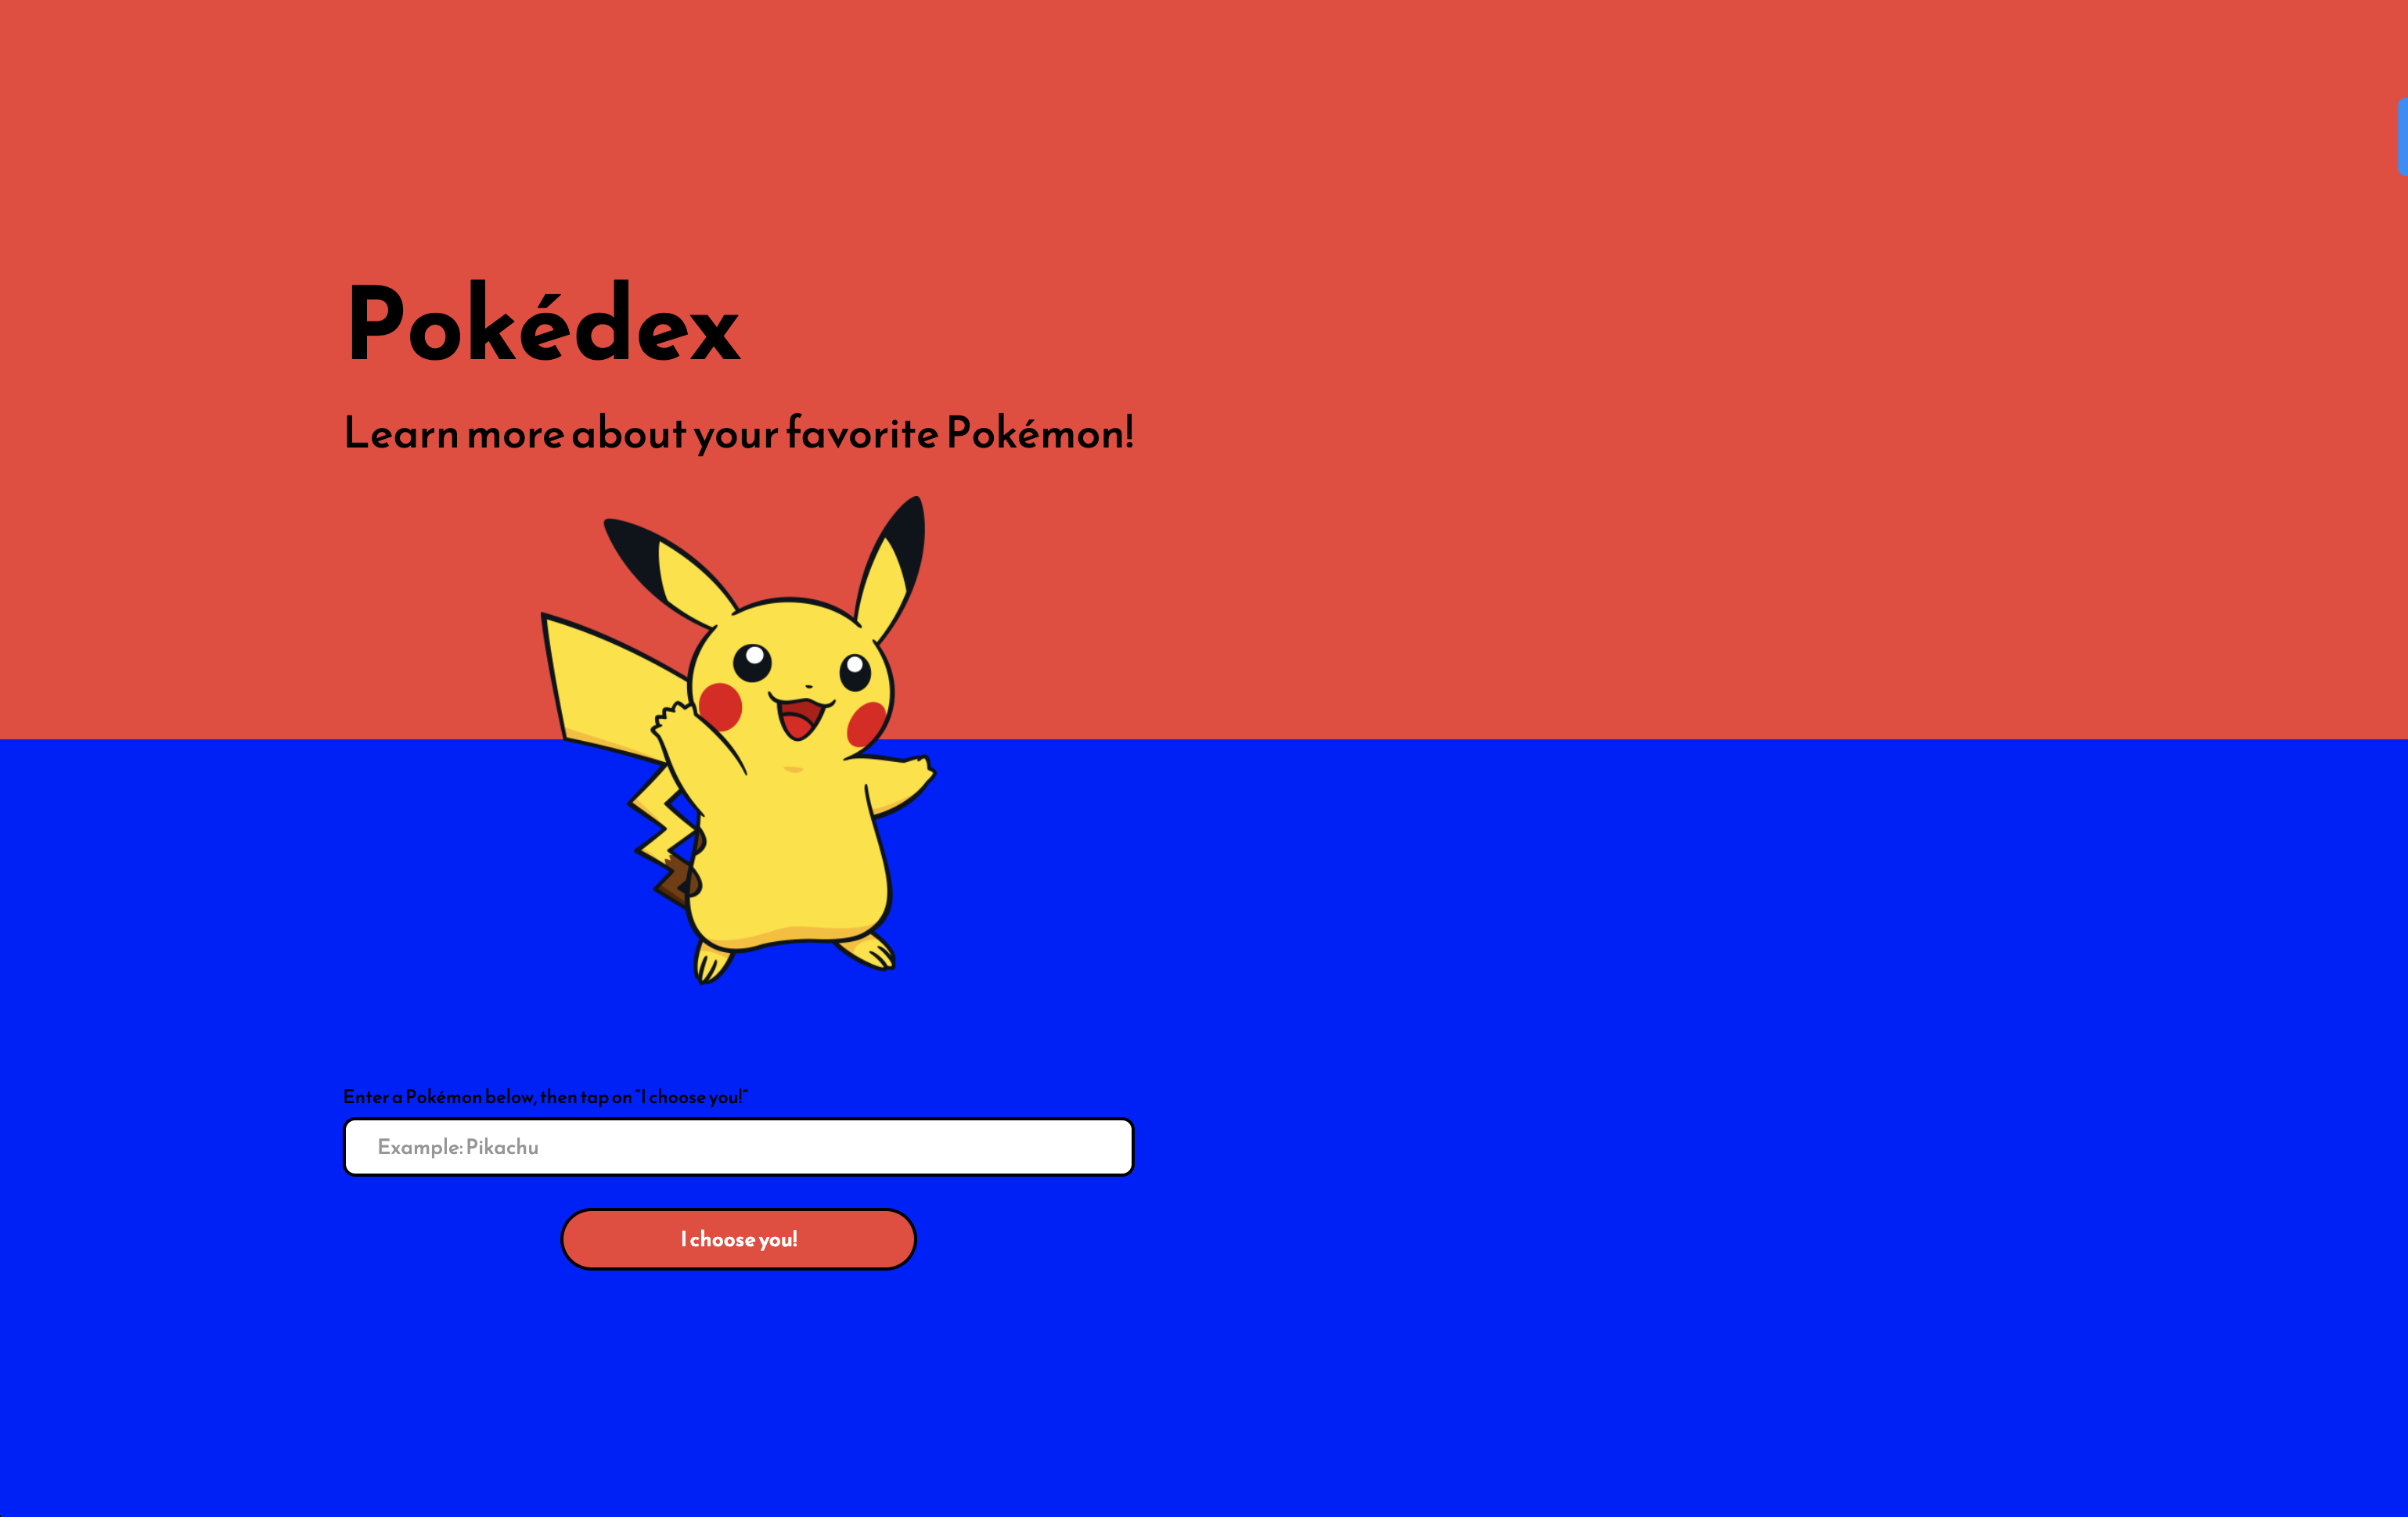 Pokédex
Learn more about your favorite Pokémon!
Enter a Pokémon below, then tap on "I choose you!"
Example: Pikachu
I choose you!